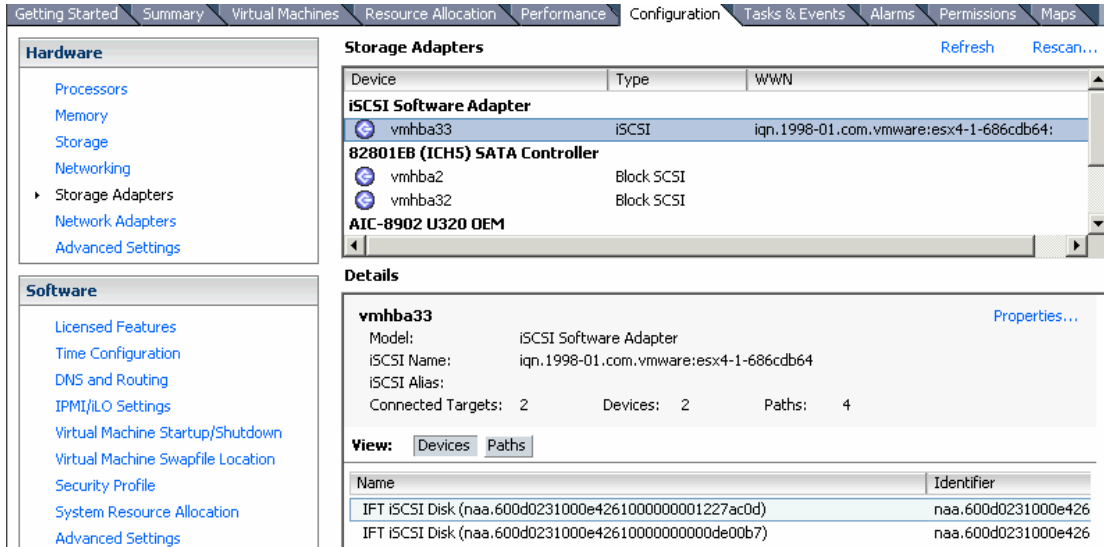 Getting Started Summary Virtual Machines Resource Allocation Performance Configuration Tasks & Events Alarms Permissions Maps
Hardware
Processors
Memory
Storage
Networking
Storage Adapters
Network Adapters
Advanced Settings
Software
Licensed Features
Time Configuration
DNS and Routing
IPMI/iLO Settings
Virtual Machine Startup/Shutdown
Virtual Machine Swapfile Location
Security Profile
System Resource Allocation
Advanced Settings
Storage Adapters Refresh Rescan...
Device Type WWN
iSCSI Software Adapter
vmhba33 iSCSI iqn.1998-01.com.vmware:esx4-1-686cdb64:
82801EB (ICH5) SATA Controller
vmhba2 Block SCSI
vmhba32 Block SCSI
AIC-8902 U320 OEM
Details
vmhba33 Properties...
Model: iSCSI Software Adapter
iSCSI Name: iqn.1998-01.com.vmware:esx4-1-686cdb64
iSCSI Alias:
Connected Targets: 2 Devices: 2 Paths: 4
View: Devices Paths
Name Identifier
IFT iSCSI Disk (naa.600d0231000e4261000000001227ac0d) naa.600d0231000e426
IFT iSCSI Disk (naa.600d0231000e42610000000000de00b7) naa.600d0231000e426